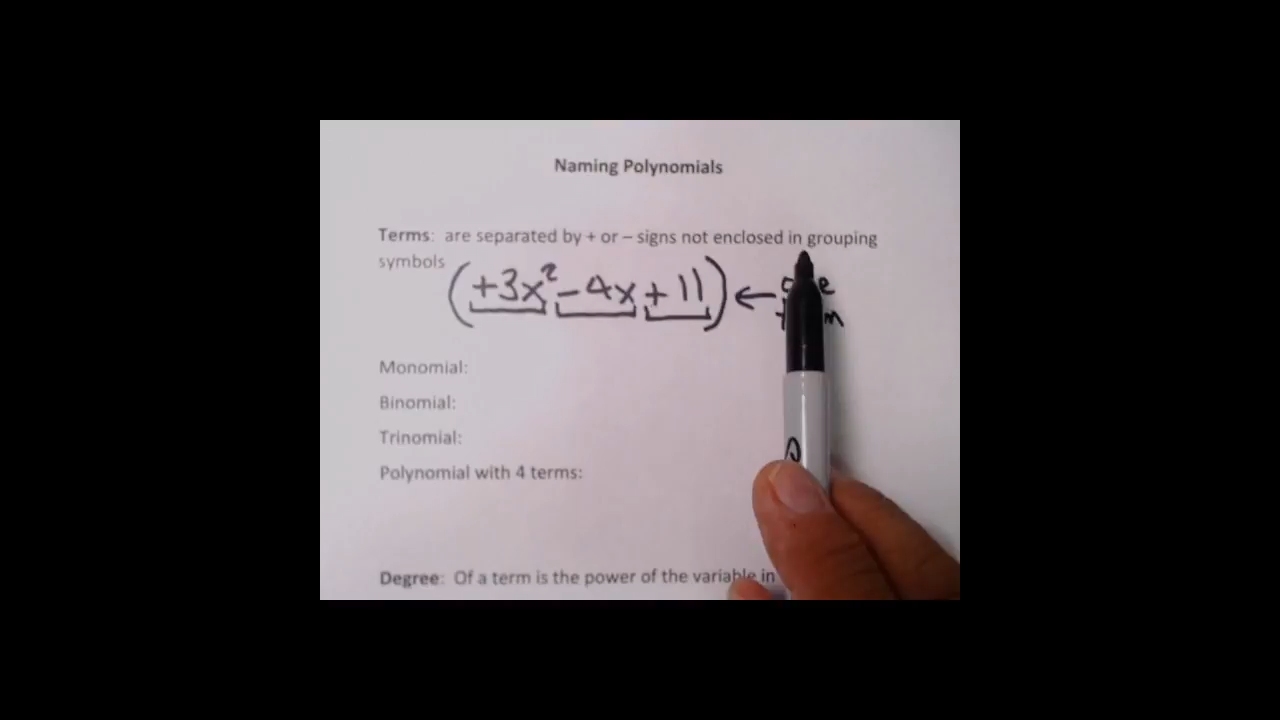 Naming Polynomials
Terms: are separated by + or – signs not enclosed in grouping
symbols
(+3x² - 4x + 11) ←
Monomial:
Binomial:
Trinomial:
Polynomial with 4 terms:
Degree: Of a term is the power of the variable in